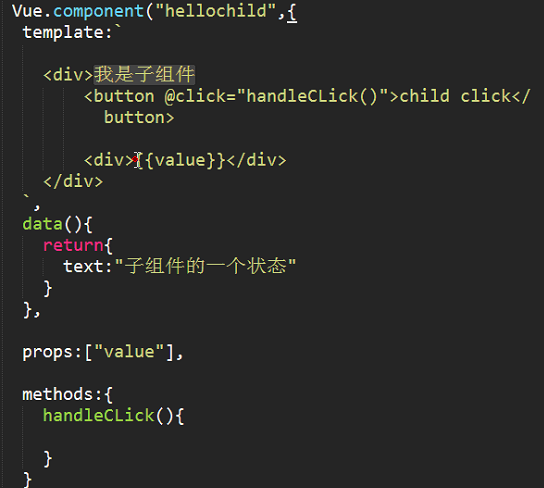 Vue.component("hellochild",{
template:`
<div>我是子组件
<button @click="handleCLick()">child click</
button>
<div>{{value}}</div>
</div>
`,
data(){
return{
text:"子组件的一个状态"
}
},
props:["value"],
methods:{
handleCLick(){
}
}